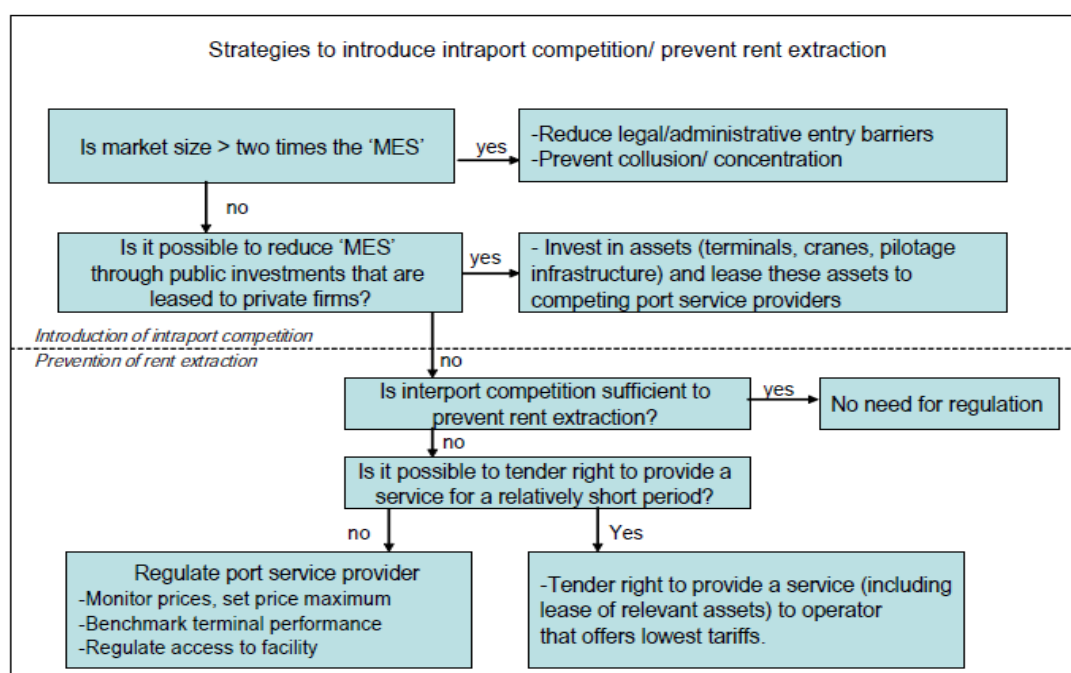 Strategies to introduce intraport competition/ prevent rent extraction
Is market size > two times the ‘MES’
yes
-Reduce legal/administrative entry barriers
-Prevent collusion/ concentration
no
Is it possible to reduce ‘MES’
through public investments that are
leased to private firms?
yes
- Invest in assets (terminals, cranes, pilotage
infrastructure) and lease these assets to
competing port service providers
Introduction of intraport competition
Prevention of rent extraction
no
Is interport competition sufficient to
prevent rent extraction?
yes
No need for regulation
no
Is it possible to tender right to provide a
service for a relatively short period?
no
Yes
Regulate port service provider
-Monitor prices, set price maximum
-Benchmark terminal performance
-Regulate access to facility
-Tender right to provide a service (including
lease of relevant assets) to operator
that offers lowest tariffs.